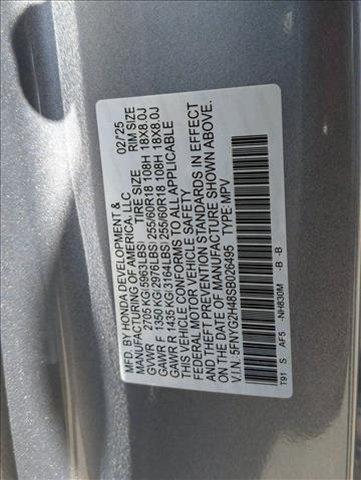 MFD BY HONDA DEVELOPMENT & 02/'25
MANUFACTURING OF AMERICA, LLC
TIRE SIZE RIM SIZE
GVWR 2705 KG(5963LBS)
GAWR F 1350 KG(2976LBS) 255/60R18 108H 18X8.0J
GAWR R 1435 KG(3164LBS) 255/60R18 108H 18X8.0J
THIS VEHICLE CONFORMS TO ALL APPLICABLE
FEDERAL MOTOR VEHICLE SAFETY
AND THEFT PREVENTION STANDARDS IN EFFECT
ON THE DATE OF MANUFACTURE SHOWN ABOVE.
V.I.N: 5FNYG2H48SB026495 TYPE: MPV
T91 S AF5 -NH830M -B -B